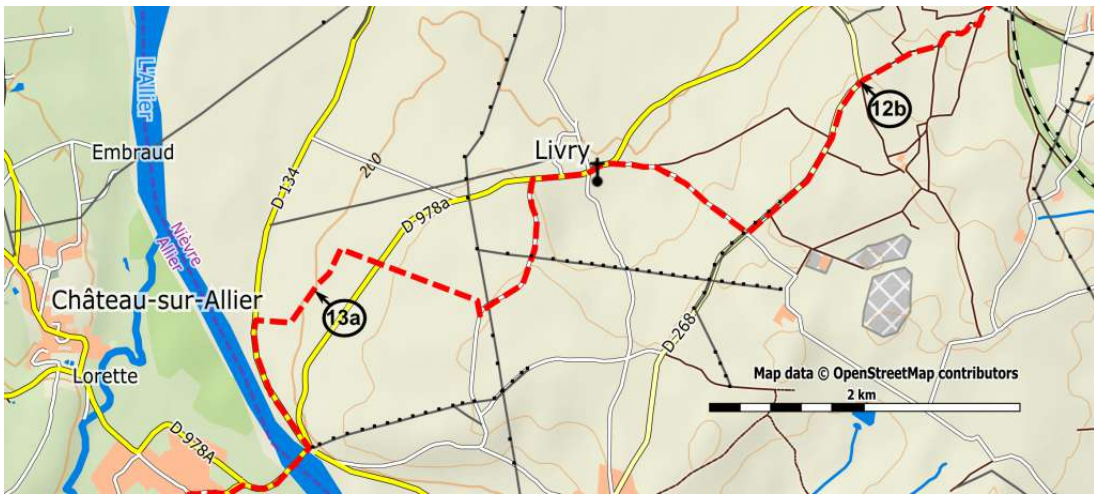 L'Allier
Embraud
D-134
200
Livry
12b
Nièvre
Allier
D-978a
Château-sur-Allier
13a
D-268
Lorette
Map data © OpenStreetMap contributors
2 km
D-978A